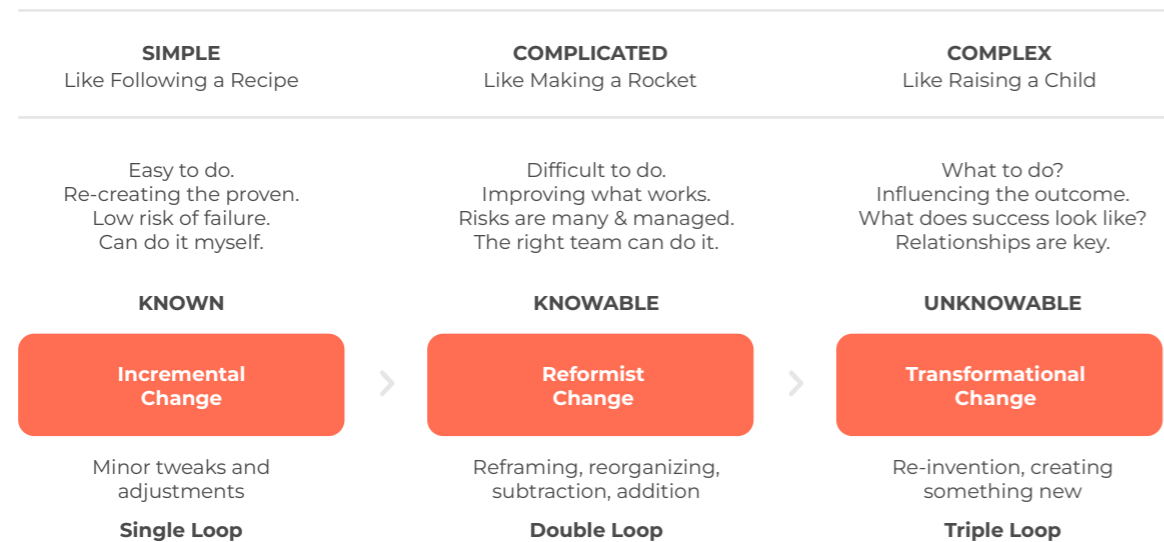 SIMPLE
Like Following a Recipe
COMPLICATED
Like Making a Rocket
COMPLEX
Like Raising a Child
Easy to do.
Re-creating the proven.
Low risk of failure.
Can do it myself.
Difficult to do.
Improving what works.
Risks are many & managed.
The right team can do it.
What to do?
Influencing the outcome.
What does success look like?
Relationships are key.
KNOWN
KNOWABLE
UNKNOWABLE
Incremental
Change
Reformist
Change
Transformational
Change
Minor tweaks and
adjustments
Reframing, reorganizing,
subtraction, addition
Re-invention, creating
something new
Single Loop
Double Loop
Triple Loop